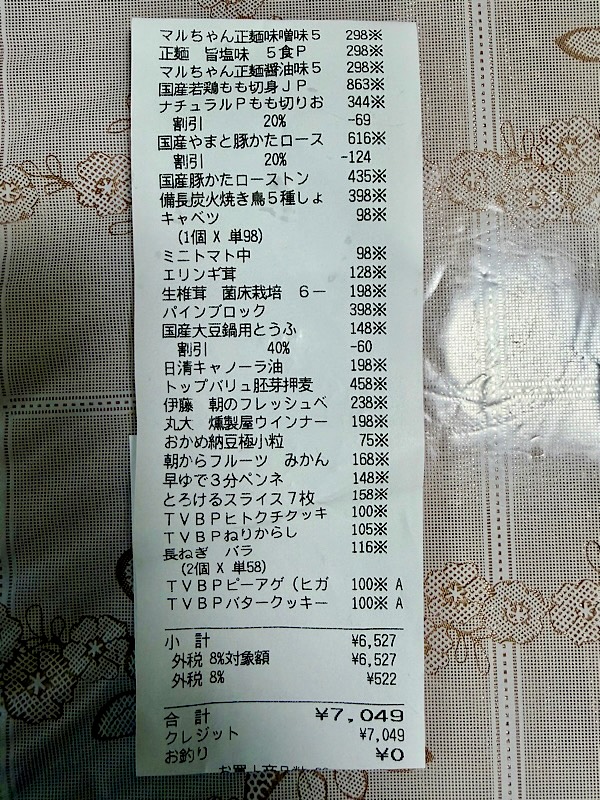 マルちゃん正麺味噌味5 298※
正麺 旨塩味 5食P 298※
マルちゃん正麺醤油味5 298※
国産若鶏もも切身JP 863※
ナチュラルPもも切りお 344※
割引 20% -69
国産やまと豚かたロース 616※
割引 20% -124
国産豚かたローストン 435※
備長炭火焼き鳥5種しょ 398※
キャベツ 98※
(1個 X 単98)
ミニトマト中 98※
エリンギ茸 128※
生椎茸 菌床栽培 6ー 198※
パインブロック 398※
国産大豆鍋用とうふ 148※
割引 40% -60
日清キャノーラ油 198※
トップバリュ胚芽押麦 458※
伊藤 朝のフレッシュベ 238※
丸大 燻製屋ウインナー 198※
おかめ納豆極小粒 75※
朝からフルーツ みかん 168※
早ゆで3分ペンネ 148※
とろけるスライス7枚 158※
TVBPヒトクチクッキ 100※
TVBPねりからし 105※
長ねぎ バラ 116※
(2個 X 単58)
TVBPピーアゲ(ヒガ 100※ A
TVBPバタークッキー 100※ A
小 計 ¥6,527
外税 8%対象額 ¥6,527
外税 8% ¥522
合 計 ¥7,049
クレジット ¥7,049
お釣り ¥0